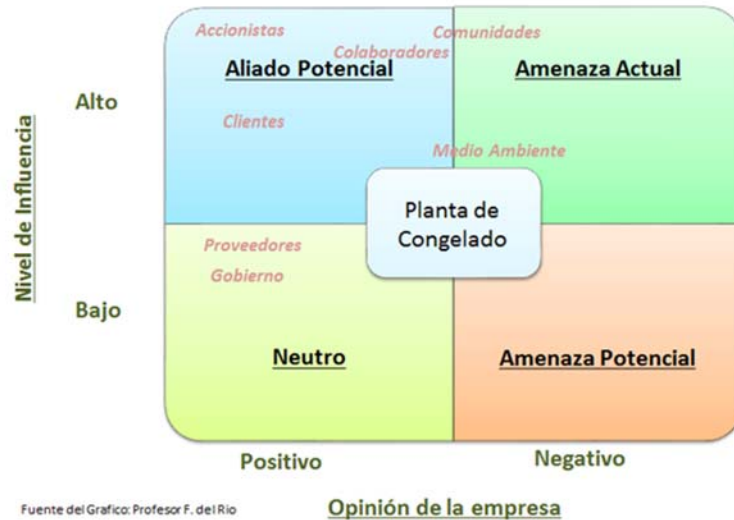 Accionistas
Comunidades
Colaboradores
Aliado Potencial
Amenaza Actual
Alto
Clientes
Medio Ambiente
Nivel de Influencia
Planta de
Congelado
Proveedores
Gobierno
Bajo
Neutro
Amenaza Potencial
Positivo
Negativo
Fuente del Grafico: Profesor F. del Rio
Opinión de la empresa